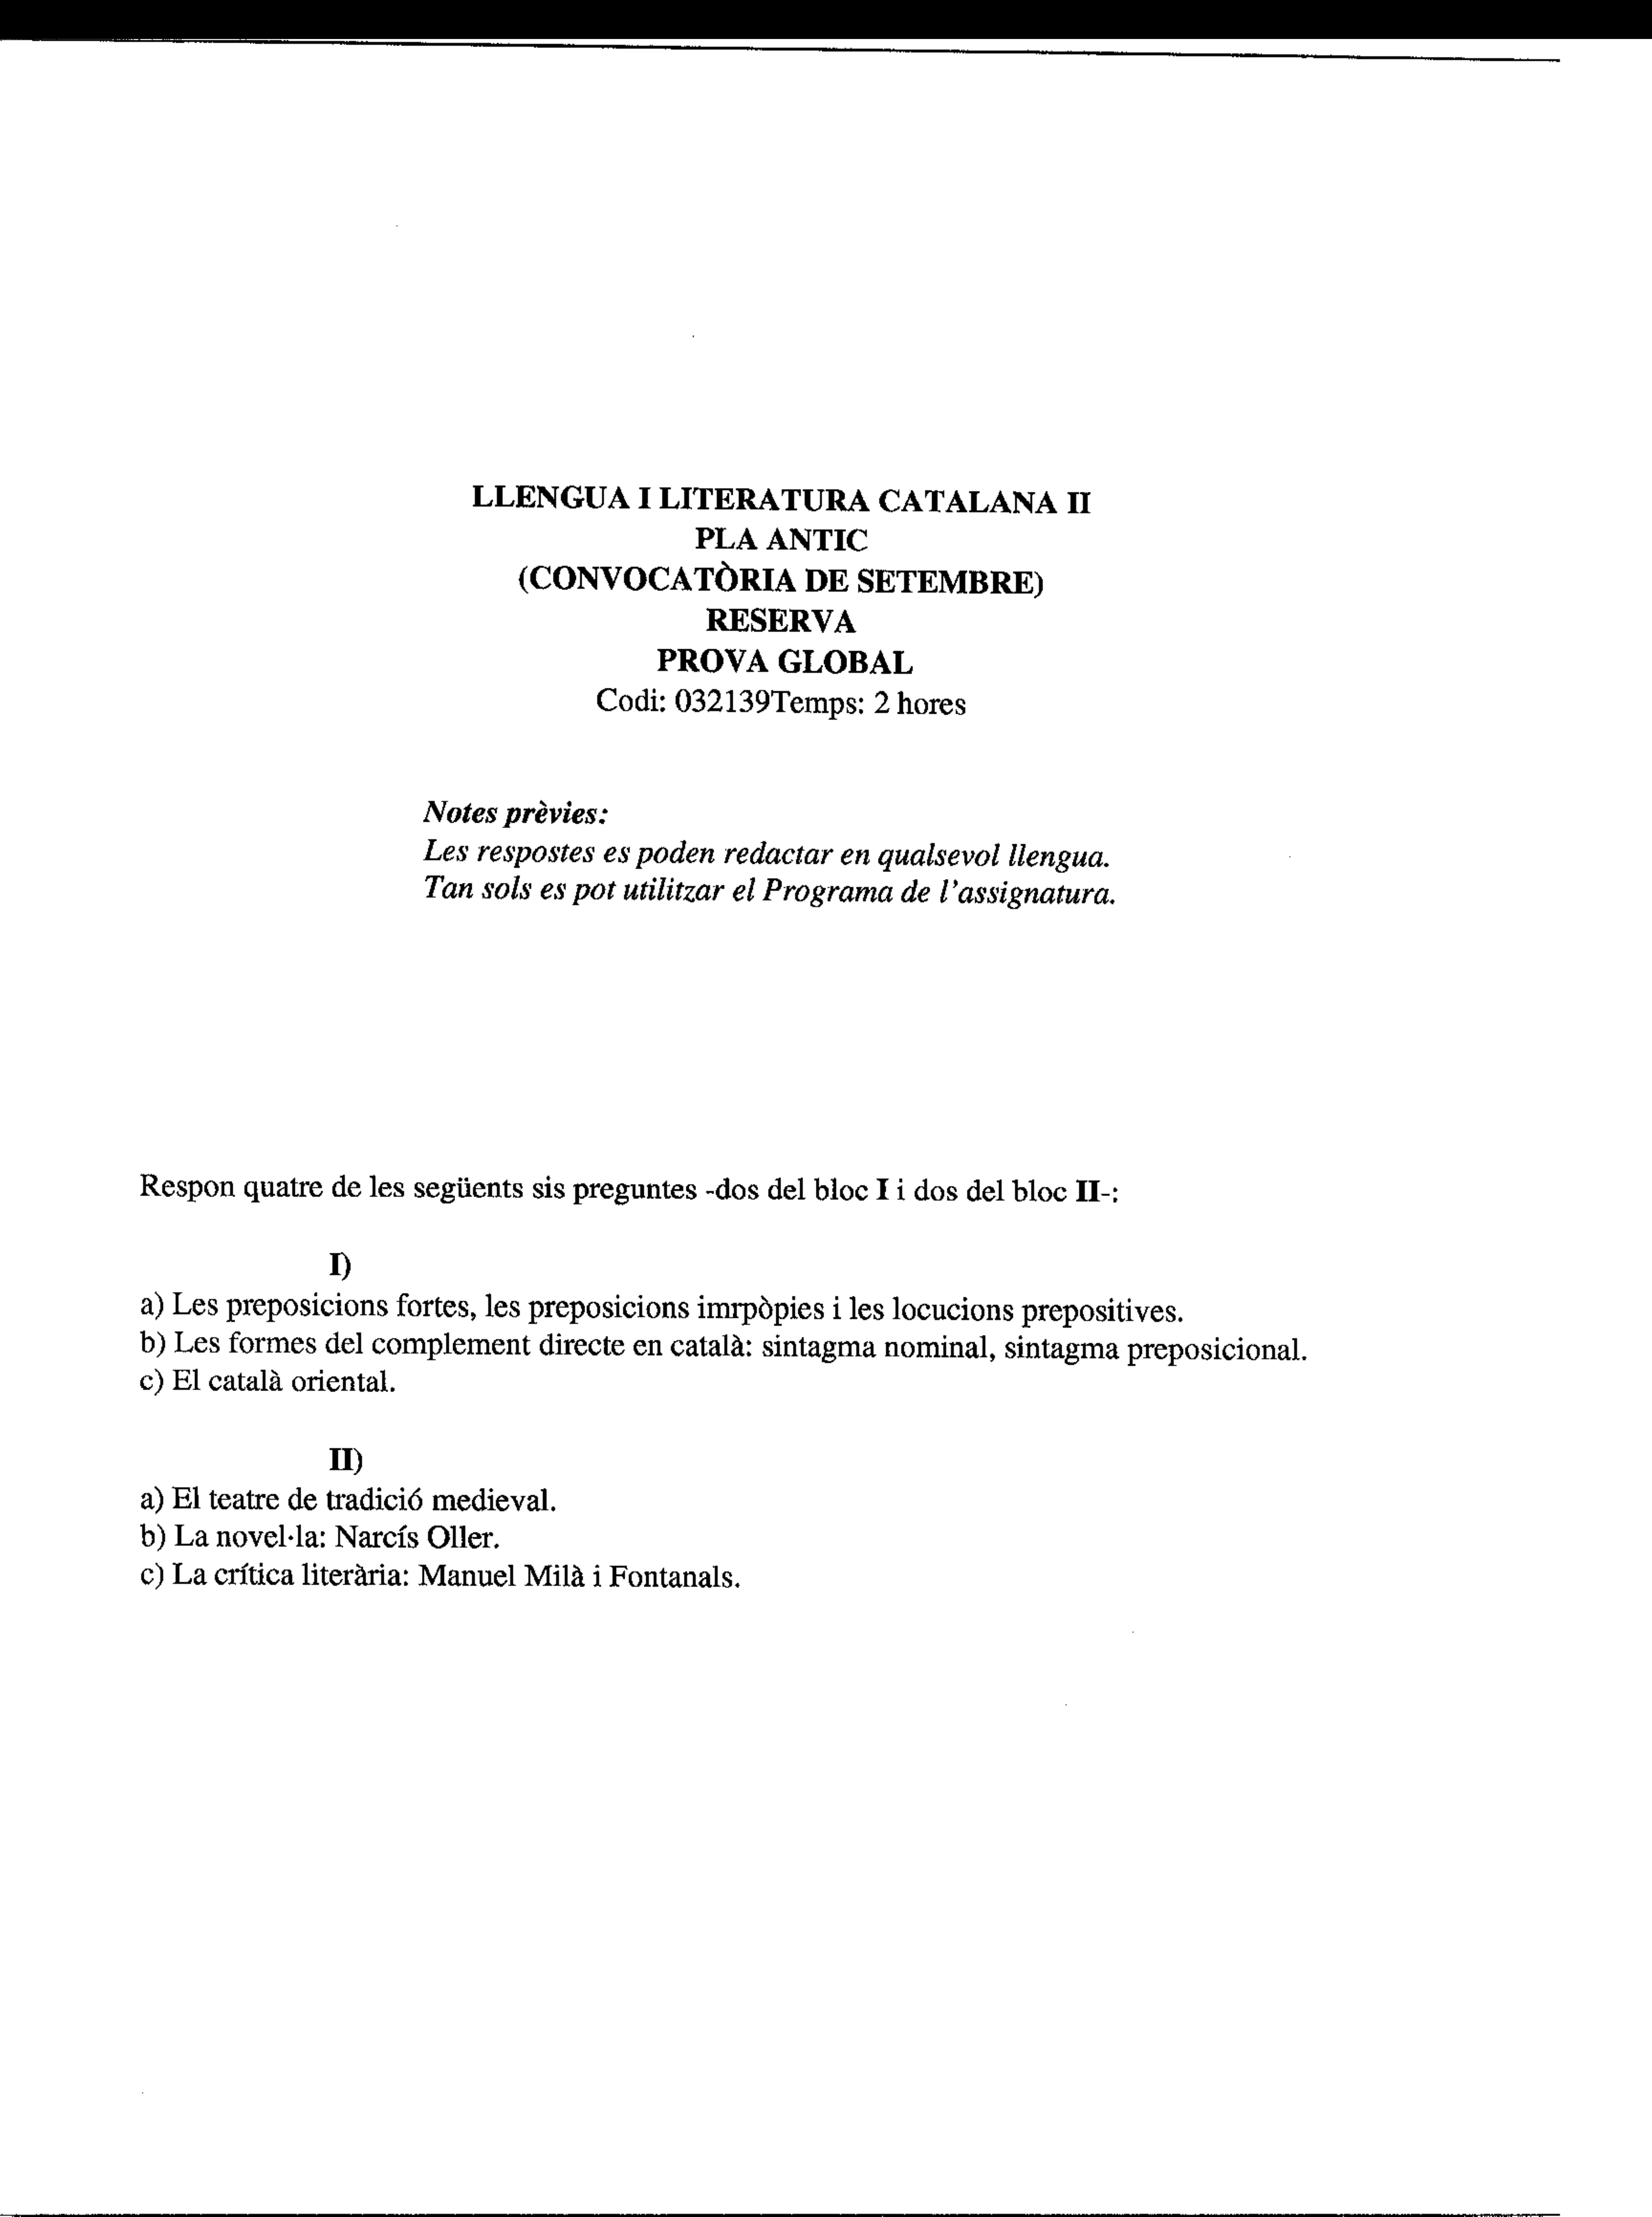 LLENGUA I LITERATURA CATALANA II
PLA ANTIC
(CONVOCATÒRIA DE SETEMBRE)
RESERVA
PROVA GLOBAL
Codi: 032139Temps: 2 hores
Notes prèvies:
Les respostes es poden redactar en qualsevol llengua.
Tan sols es pot utilitzar el Programa de l'assignatura.
Respon quatre de les següents sis preguntes -dos del bloc I i dos del bloc II-:
I)
a) Les preposicions fortes, les preposicions imrpòpies i les locucions prepositives.
b) Les formes del complement directe en català: sintagma nominal, sintagma preposicional.
c) El català oriental.
II)
a) El teatre de tradició medieval.
b) La novel·la: Narcís Oller.
c) La crítica literària: Manuel Milà i Fontanals.